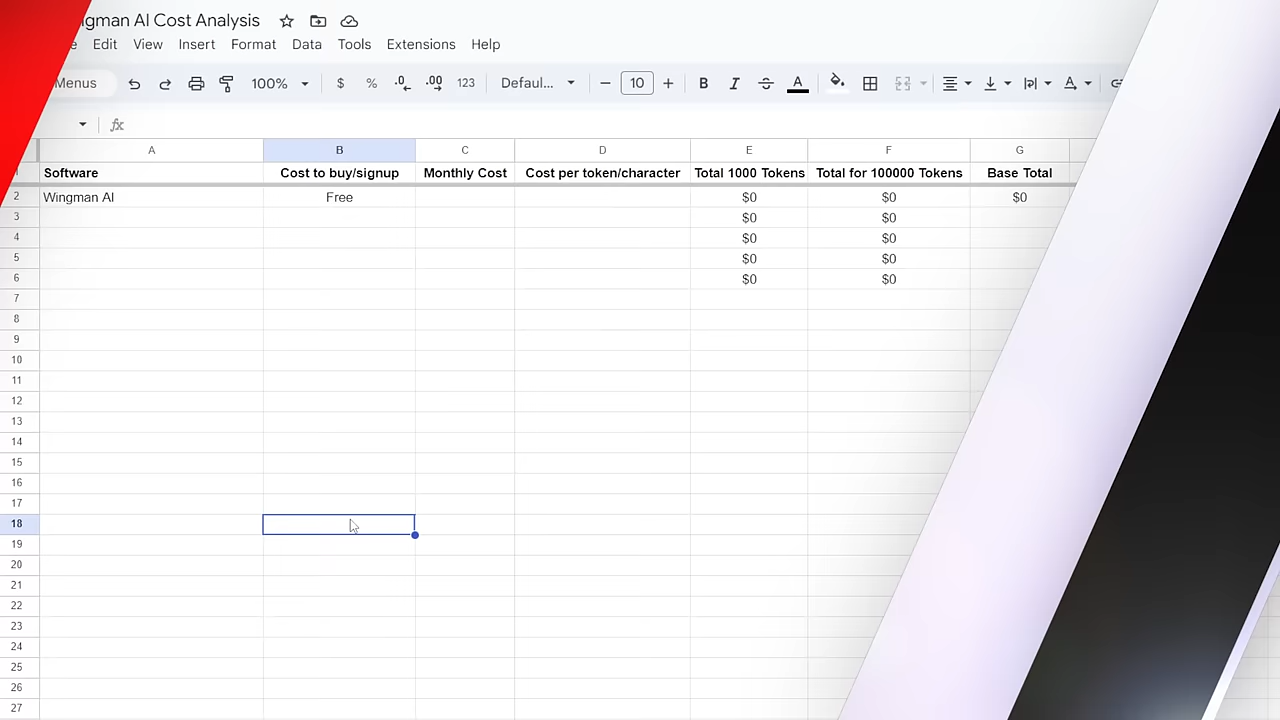 ngman AI Cost Analysis
Edit View Insert Format Data Tools Extensions Help
Menus 100% $ % .0 .00 123 Defaul... − 10 + B I A
fx
A B C D E F G
1 Software Cost to buy/signup Monthly Cost Cost per token/character Total 1000 Tokens Total for 100000 Tokens Base Total
2 Wingman AI Free $0 $0 $0
3 $0 $0
4 $0 $0
5 $0 $0
6 $0 $0
7
8
9
10
11
12
13
14
15
16
17
18
19
20
21
22
23
24
25
26
27